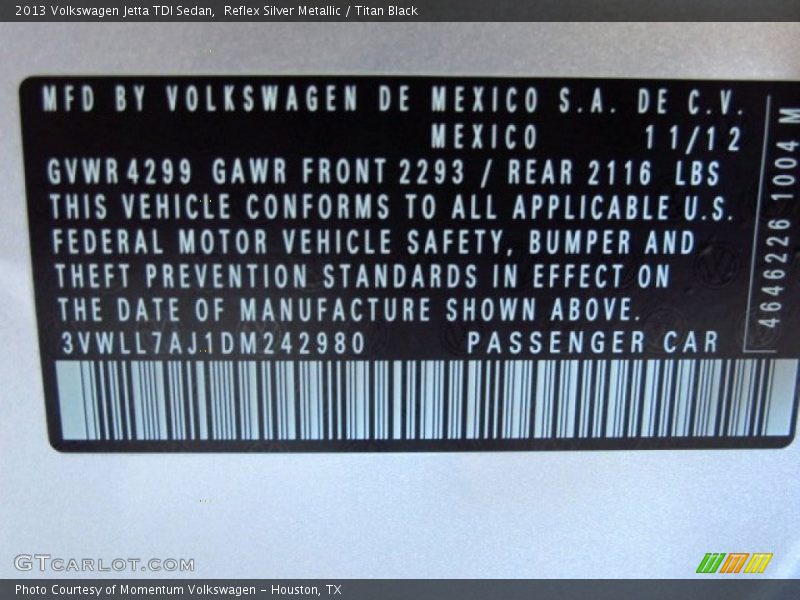 2013 Volkswagen Jetta TDI Sedan,  Reflex Silver Metallic / Titan Black
MFD BY VOLKSWAGEN DE MEXICO S.A. DE C.V.
MEXICO 11/12
GVWR 4299 GAWR FRONT 2293 / REAR 2116 LBS
THIS VEHICLE CONFORMS TO ALL APPLICABLE U.S.
FEDERAL MOTOR VEHICLE SAFETY, BUMPER AND
THEFT PREVENTION STANDARDS IN EFFECT ON
THE DATE OF MANUFACTURE SHOWN ABOVE.
3VWLL7AJ1DM242980 PASSENGER CAR
4646226 1004 M
GTCARLOT.COM
Photo Courtesy of Momentum Volkswagen – Houston, TX